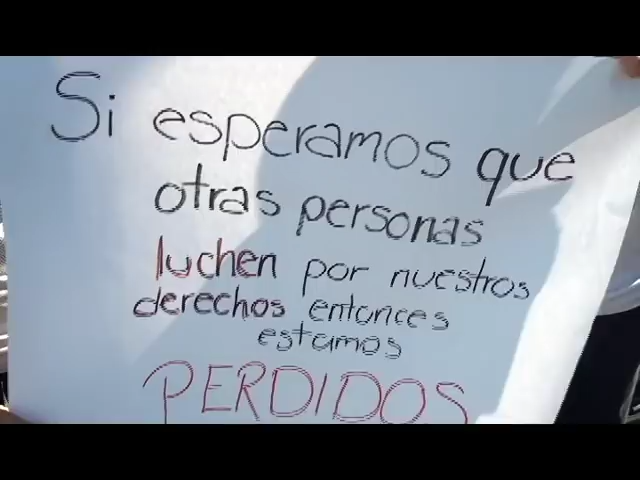 Si esperamos que
otras personas
luchen por nuestros
derechos entonces
estamos
PERDIDOS